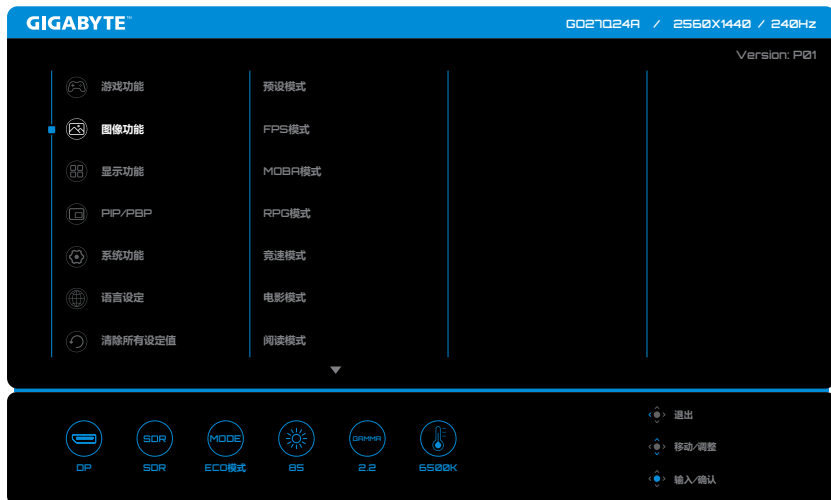 GIGABYTE™
GO27Q24A / 2560X1440 / 240Hz
Version: P01
游戏功能
预设模式
图像功能
FPS模式
显示功能
MOBA模式
PIP/PBP
RPG模式
系统功能
竞速模式
语言设定
电影模式
清除所有设定值
阅读模式
退出
移动/调整
输入/确认
SDR
MODE
GAMMA
DP
SDR
ECO模式
85
2.2
6500K